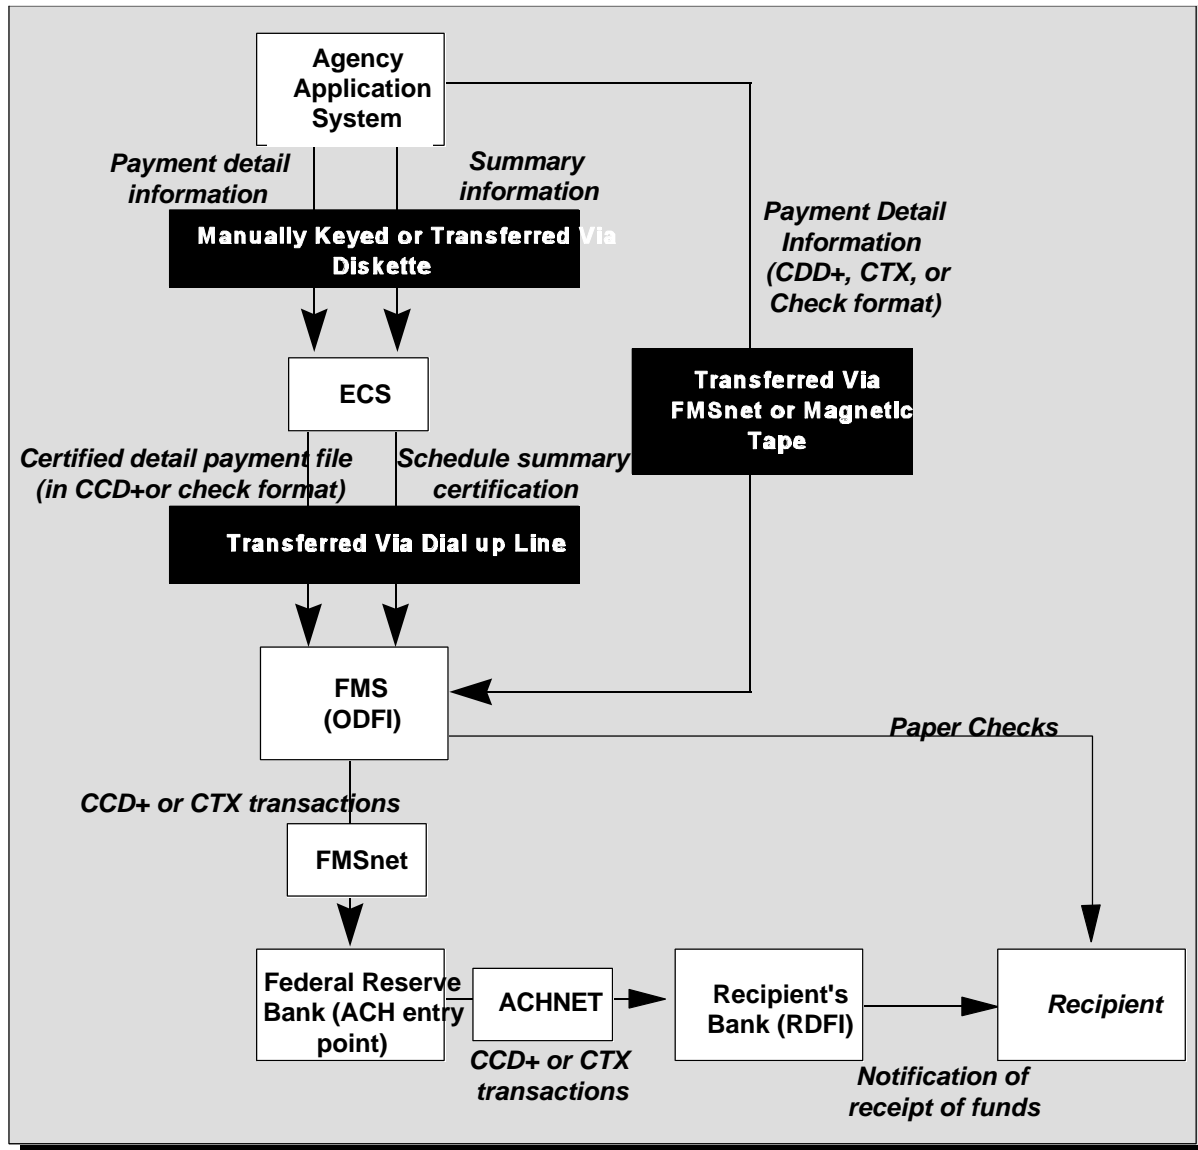 Agency
Application
System
Payment detail
information
Summary
information
Manually Keyed or Transferred Via
Diskette
Payment Detail
Information
(CDD+, CTX, or
Check format)
ECS
Transferred Via
FMSnet or Magnetic
Tape
Certified detail payment file
(in CCD+or check format)
Schedule summary
certification
Transferred Via Dial up Line
FMS
(ODFI)
Paper Checks
CCD+ or CTX transactions
FMSnet
Federal Reserve
Bank (ACH entry
point)
ACHNET
CCD+ or CTX
transactions
Recipient's
Bank (RDFI)
Notification of
receipt of funds
Recipient